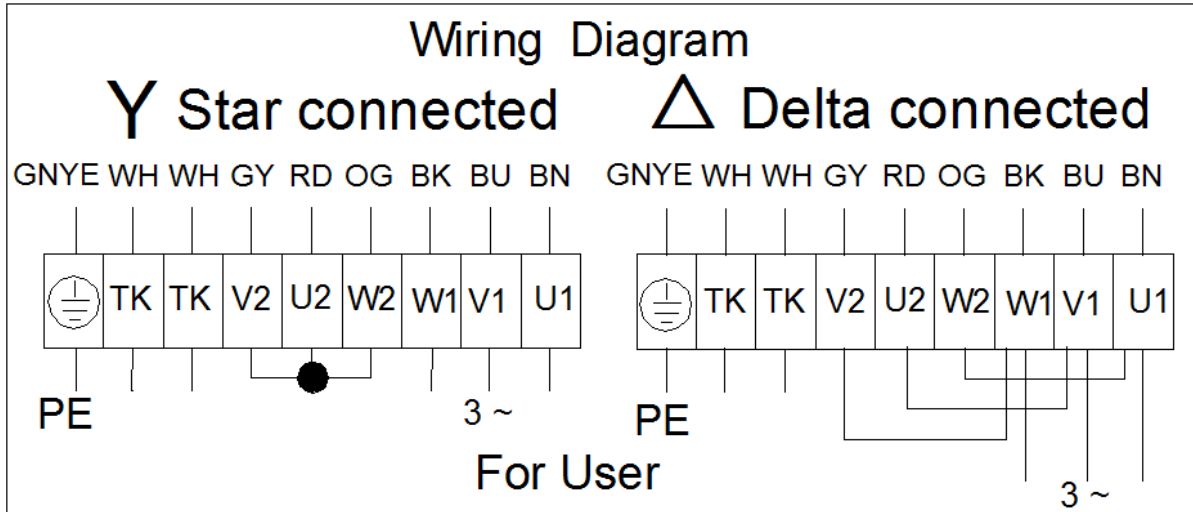 Wiring Diagram
Y Star connected
△ Delta connected
GNYE WH WH GY RD OG BK BU BN
GNYE WH WH GY RD OG BK BU BN
TK TK V2 U2 W2 W1 V1 U1
TK TK V2 U2 W2 W1 V1 U1
PE
3 ~
PE
3 ~
For User